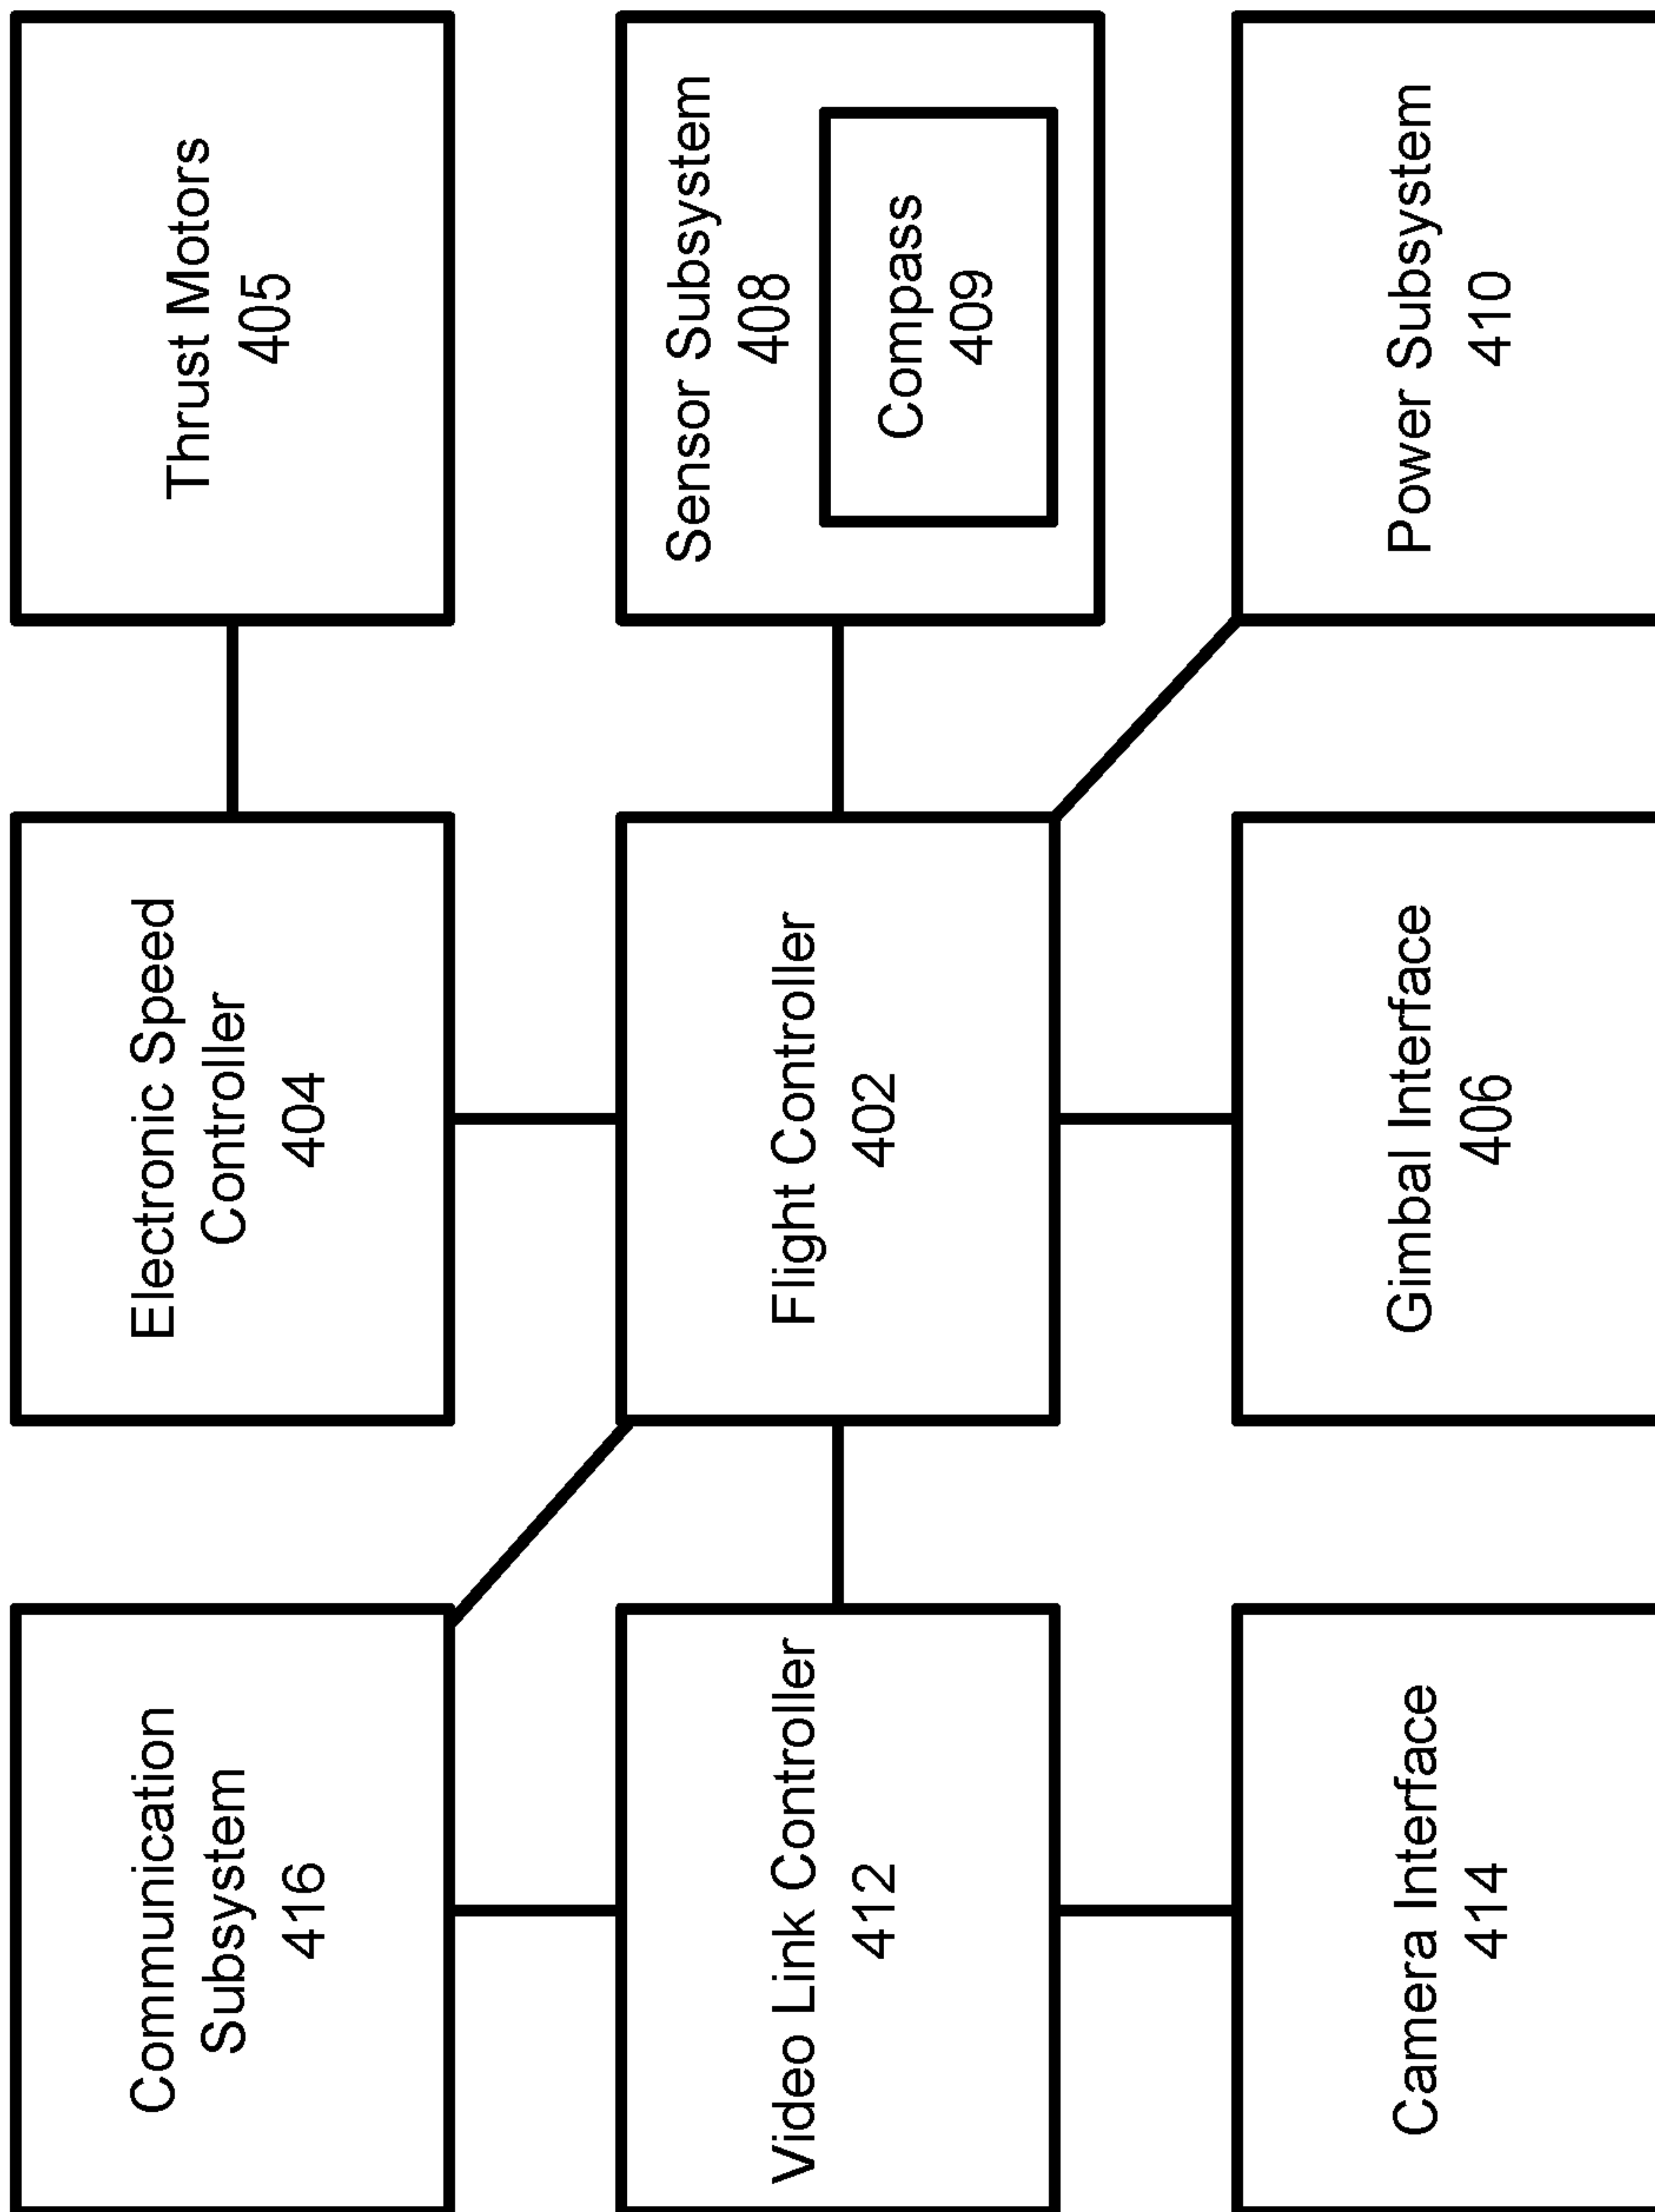 Communication
Subsystem
416
Electronic Speed
Controller
404
Thrust Motors
405
Video Link Controller
412
Flight Controller
402
Sensor Subsystem
408
Compass
409
Camera Interface
414
Gimbal Interface
406
Power Subsystem
410